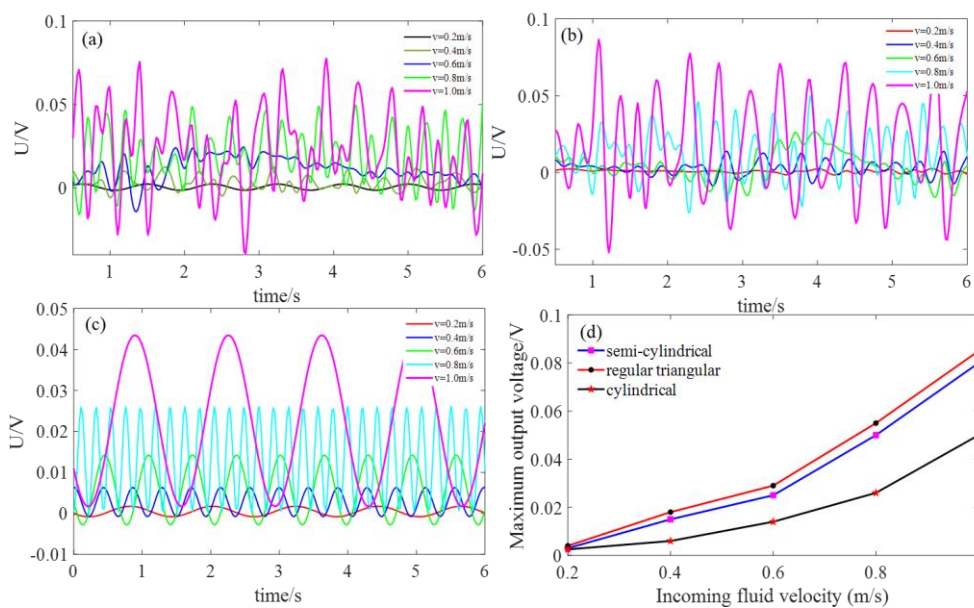 (a)
v=0.2m/s
v=0.4m/s
v=0.6m/s
v=0.8m/s
v=1.0m/s
0.1
0.05
0
U/V
1 2 3 4 5 6
time/s
(b)
v=0.2m/s
v=0.4m/s
v=0.6m/s
v=0.8m/s
v=1.0m/s
0.1
0.05
0
-0.05
U/V
1 2 3 4 5 6
time/s
(c)
v=0.2m/s
v=0.4m/s
v=0.6m/s
v=0.8m/s
v=1.0m/s
0.05
0.04
0.03
0.02
0.01
0
-0.01
U/V
0 1 2 3 4 5 6
time/s
(d)
semi-cylindrical
regular triangular
cylindrical
0.1
0.08
0.06
0.04
0.02
0
Maximum output voltage/V
0.2 0.4 0.6 0.8
Incoming fluid velocity (m/s)